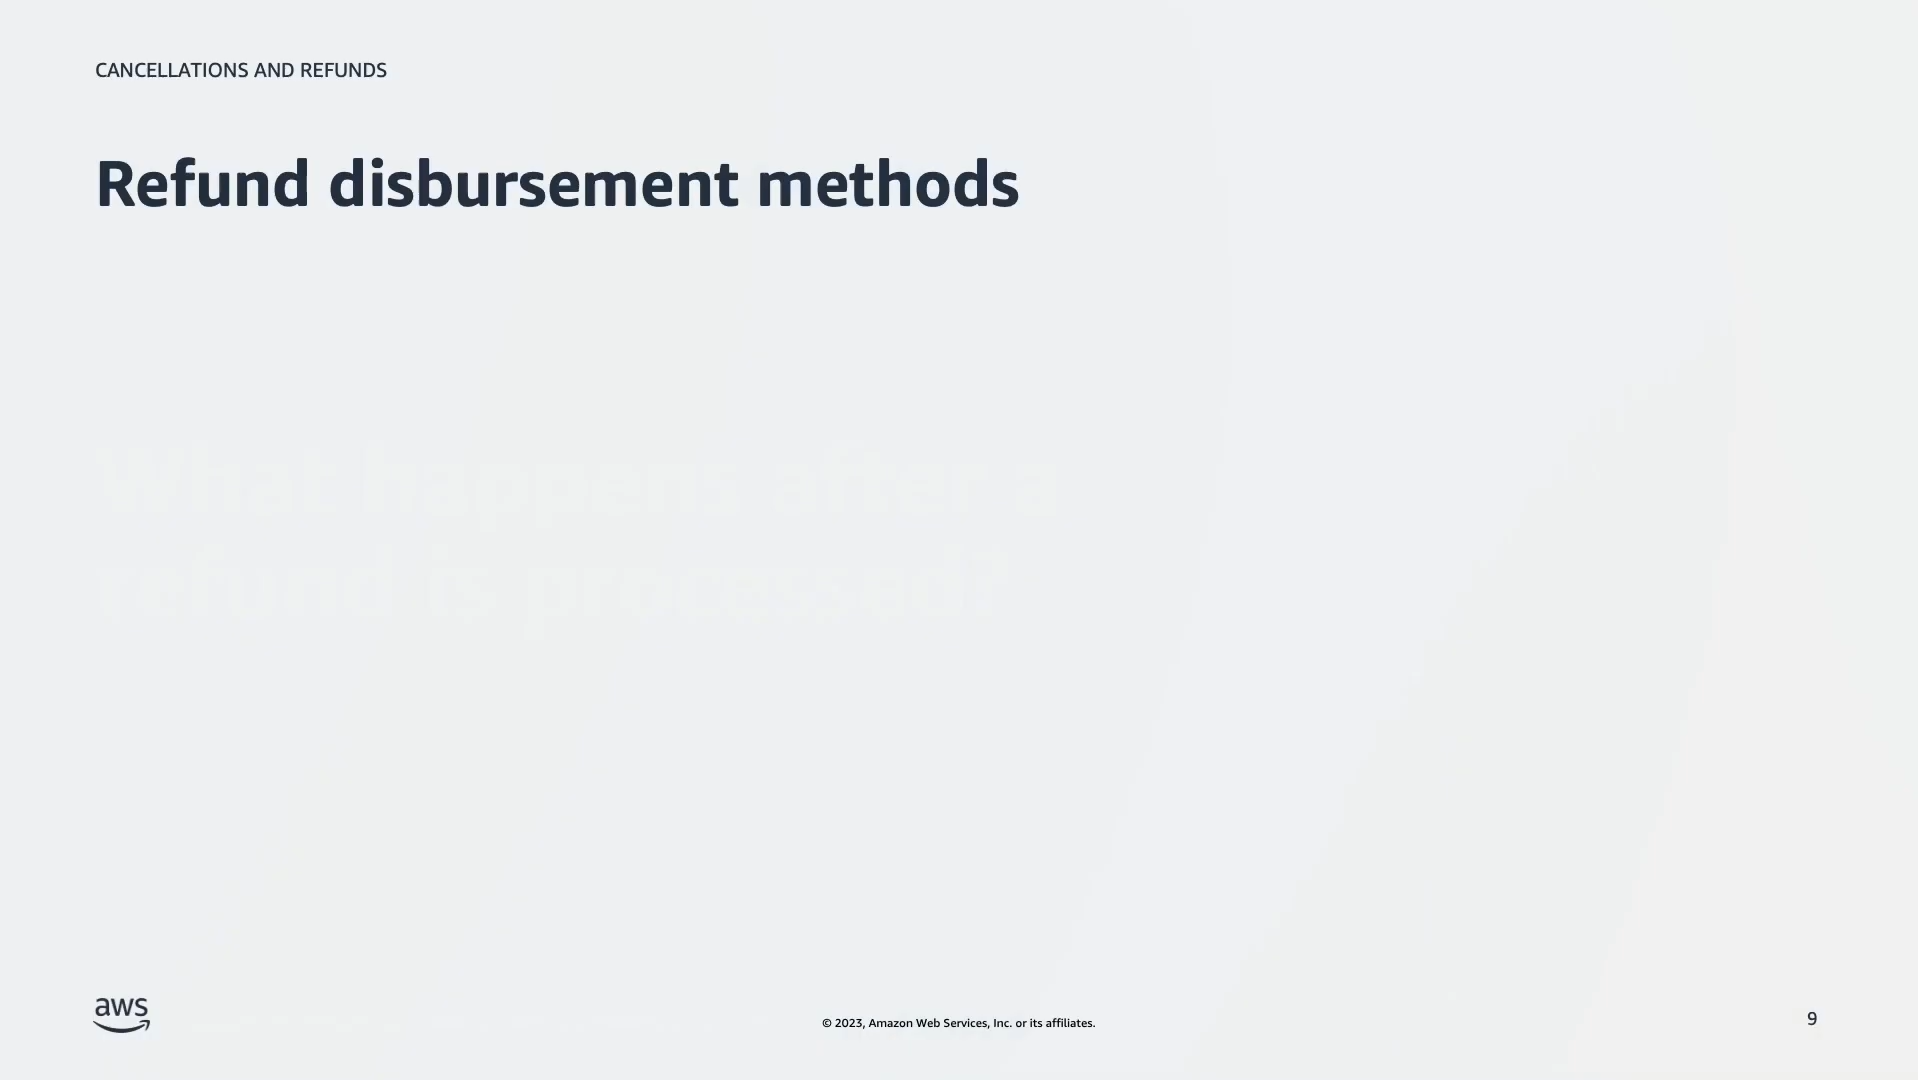 CANCELLATIONS AND REFUNDS
Refund disbursement methods
What happens after a
refund is processed?
aws
© 2023, Amazon Web Services, Inc. or its affiliates.
9